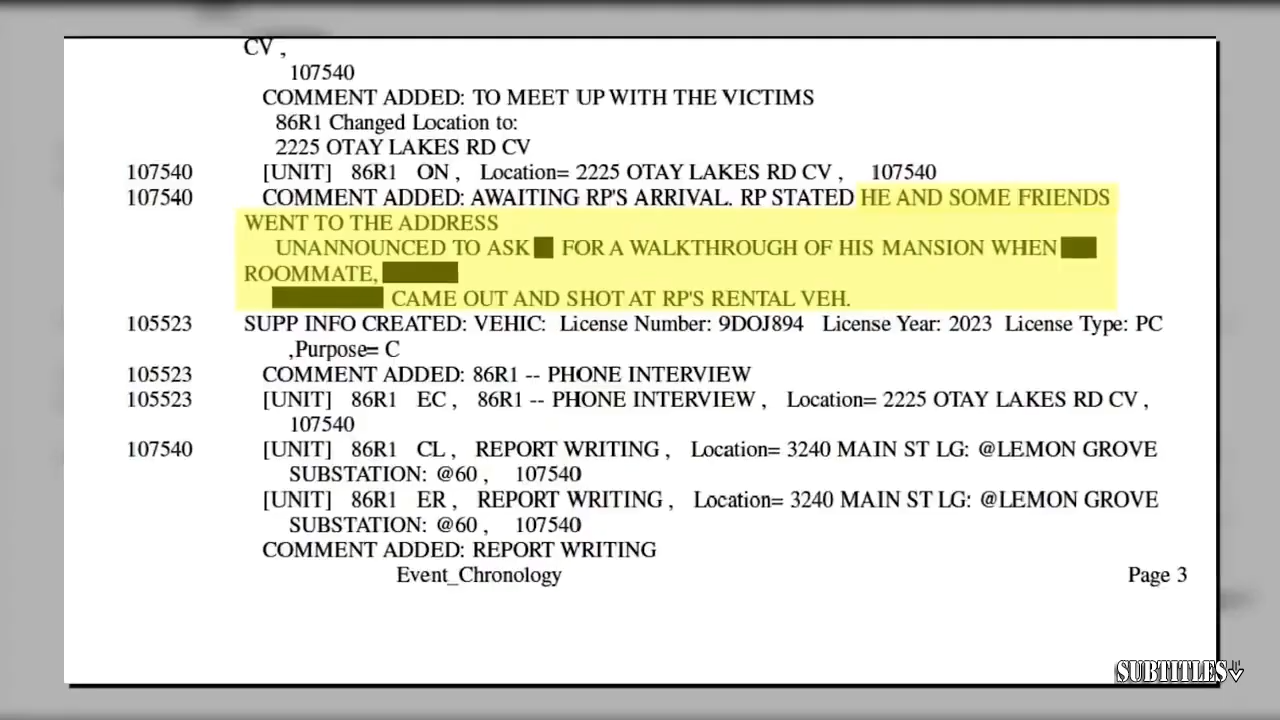 CV ,
107540
COMMENT ADDED: TO MEET UP WITH THE VICTIMS
86R1 Changed Location to:
2225 OTAY LAKES RD CV
107540 [UNIT] 86R1 ON , Location= 2225 OTAY LAKES RD CV , 107540
107540 COMMENT ADDED: AWAITING RP'S ARRIVAL. RP STATED HE AND SOME FRIENDS
WENT TO THE ADDRESS
UNANNOUNCED TO ASK FOR A WALKTHROUGH OF HIS MANSION WHEN
ROOMMATE,
CAME OUT AND SHOT AT RP'S RENTAL VEH.
105523 SUPP INFO CREATED: VEHIC: License Number: 9DOJ894 License Year: 2023 License Type: PC
,Purpose= C
105523 COMMENT ADDED: 86R1 -- PHONE INTERVIEW
105523 [UNIT] 86R1 EC , 86R1 -- PHONE INTERVIEW , Location= 2225 OTAY LAKES RD CV ,
107540
107540 [UNIT] 86R1 CL , REPORT WRITING , Location= 3240 MAIN ST LG: @LEMON GROVE
SUBSTATION: @60 , 107540
[UNIT] 86R1 ER , REPORT WRITING , Location= 3240 MAIN ST LG: @LEMON GROVE
SUBSTATION: @60 , 107540
COMMENT ADDED: REPORT WRITING
Event_Chronology Page 3
SUBTITLES